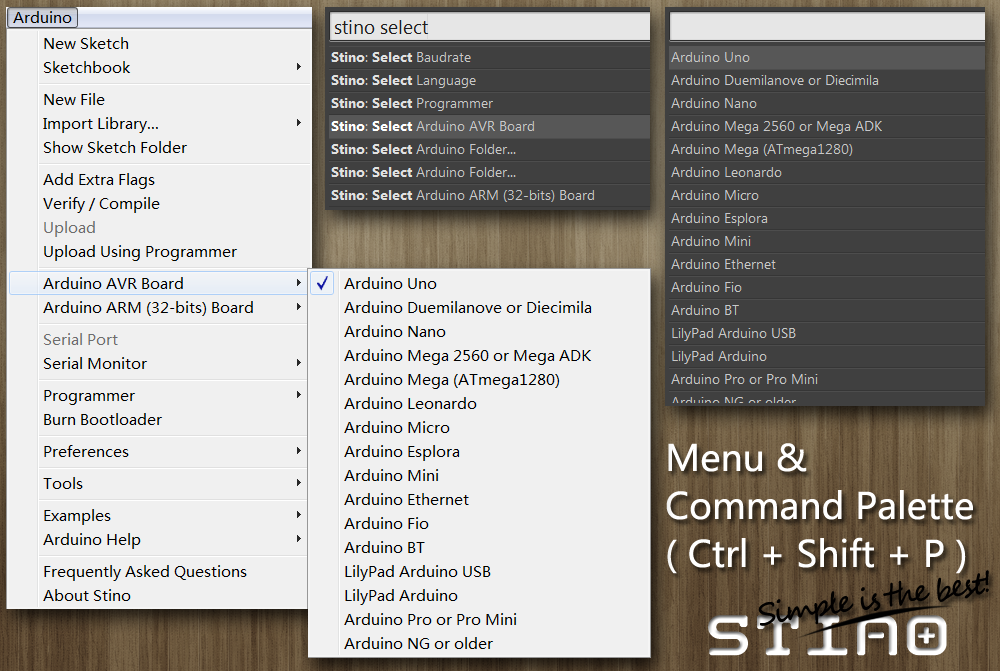 Arduino
New Sketch
Sketchbook
New File
Import Library...
Show Sketch Folder
Add Extra Flags
Verify / Compile
Upload
Upload Using Programmer
Arduino AVR Board
Arduino ARM (32-bits) Board
Serial Port
Serial Monitor
Programmer
Burn Bootloader
Preferences
Tools
Examples
Arduino Help
Frequently Asked Questions
About Stino
Arduino Uno
Arduino Duemilanove or Diecimila
Arduino Nano
Arduino Mega 2560 or Mega ADK
Arduino Mega (ATmega1280)
Arduino Leonardo
Arduino Micro
Arduino Esplora
Arduino Mini
Arduino Ethernet
Arduino Fio
Arduino BT
LilyPad Arduino USB
LilyPad Arduino
Arduino Pro or Pro Mini
Arduino NG or older
stino select
Stino: Select Baudrate
Stino: Select Language
Stino: Select Programmer
Stino: Select Arduino AVR Board
Stino: Select Arduino Folder...
Stino: Select Arduino Folder...
Stino: Select Arduino ARM (32-bits) Board
Arduino Uno
Arduino Duemilanove or Diecimila
Arduino Nano
Arduino Mega 2560 or Mega ADK
Arduino Mega (ATmega1280)
Arduino Leonardo
Arduino Micro
Arduino Esplora
Arduino Mini
Arduino Ethernet
Arduino Fio
Arduino BT
LilyPad Arduino USB
LilyPad Arduino
Arduino Pro or Pro Mini
Arduino NG or older
Menu &
Command Palette
( Ctrl + Shift + P )
Simple is the best!
STINO